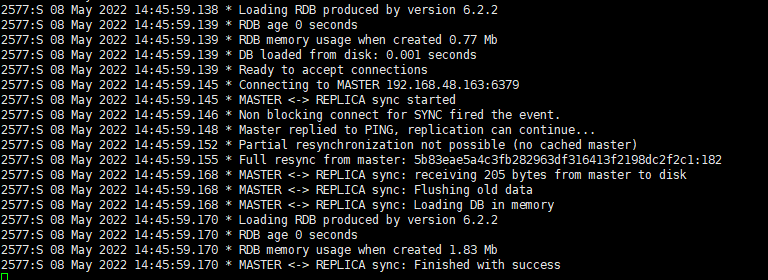 2577:S 08 May 2022 14:45:59.138 * Loading RDB produced by version 6.2.2
2577:S 08 May 2022 14:45:59.139 * RDB age 0 seconds
2577:S 08 May 2022 14:45:59.139 * RDB memory usage when created 0.77 Mb
2577:S 08 May 2022 14:45:59.139 * DB loaded from disk: 0.001 seconds
2577:S 08 May 2022 14:45:59.139 * Ready to accept connections
2577:S 08 May 2022 14:45:59.145 * Connecting to MASTER 192.168.48.163:6379
2577:S 08 May 2022 14:45:59.145 * MASTER <-> REPLICA sync started
2577:S 08 May 2022 14:45:59.146 * Non blocking connect for SYNC fired the event.
2577:S 08 May 2022 14:45:59.148 * Master replied to PING, replication can continue...
2577:S 08 May 2022 14:45:59.152 * Partial resynchronization not possible (no cached master)
2577:S 08 May 2022 14:45:59.155 * Full resync from master: 5b83eae5a4c3fb282963df316413f2198dc2f2c1:182
2577:S 08 May 2022 14:45:59.168 * MASTER <-> REPLICA sync: receiving 205 bytes from master to disk
2577:S 08 May 2022 14:45:59.168 * MASTER <-> REPLICA sync: Flushing old data
2577:S 08 May 2022 14:45:59.168 * MASTER <-> REPLICA sync: Loading DB in memory
2577:S 08 May 2022 14:45:59.170 * Loading RDB produced by version 6.2.2
2577:S 08 May 2022 14:45:59.170 * RDB age 0 seconds
2577:S 08 May 2022 14:45:59.170 * RDB memory usage when created 1.83 Mb
2577:S 08 May 2022 14:45:59.170 * MASTER <-> REPLICA sync: Finished with success